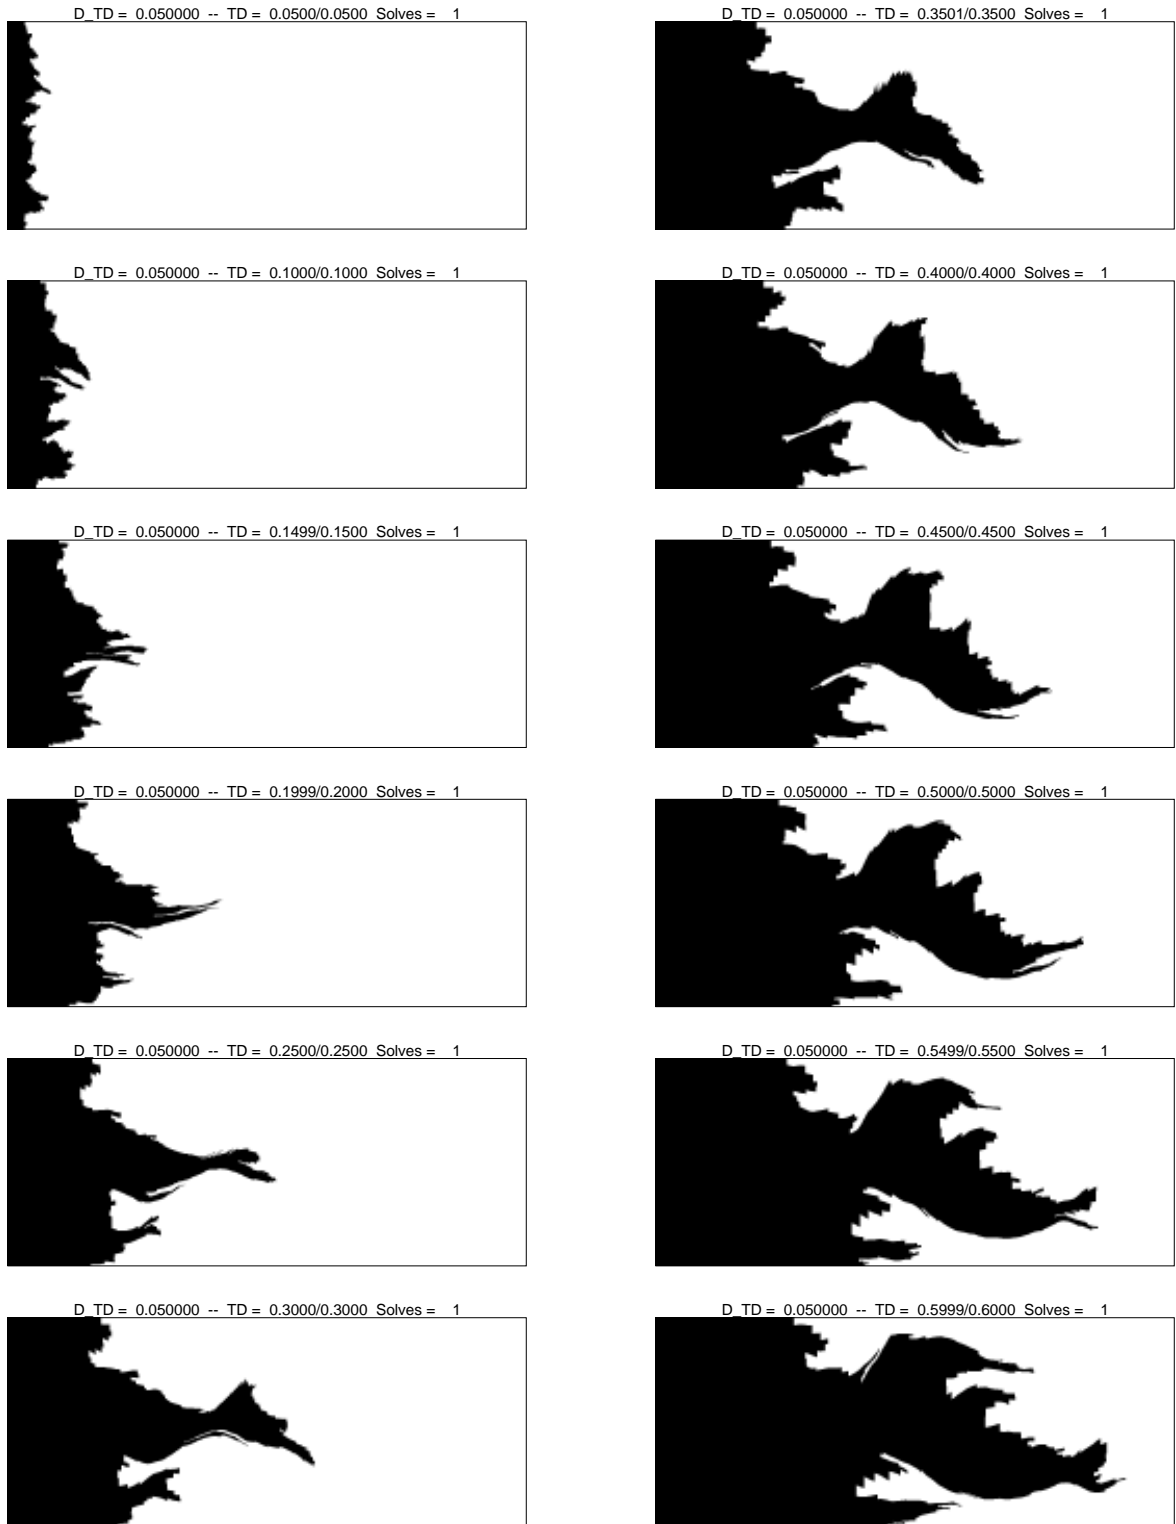 D_TD = 0.050000 -- TD = 0.0500/0.0500 Solves = 1
D_TD = 0.050000 -- TD = 0.1000/0.1000 Solves = 1
D_TD = 0.050000 -- TD = 0.1499/0.1500 Solves = 1
D_TD = 0.050000 -- TD = 0.1999/0.2000 Solves = 1
D_TD = 0.050000 -- TD = 0.2500/0.2500 Solves = 1
D_TD = 0.050000 -- TD = 0.3000/0.3000 Solves = 1
D_TD = 0.050000 -- TD = 0.3501/0.3500 Solves = 1
D_TD = 0.050000 -- TD = 0.4000/0.4000 Solves = 1
D_TD = 0.050000 -- TD = 0.4500/0.4500 Solves = 1
D_TD = 0.050000 -- TD = 0.5000/0.5000 Solves = 1
D_TD = 0.050000 -- TD = 0.5499/0.5500 Solves = 1
D_TD = 0.050000 -- TD = 0.5999/0.6000 Solves = 1